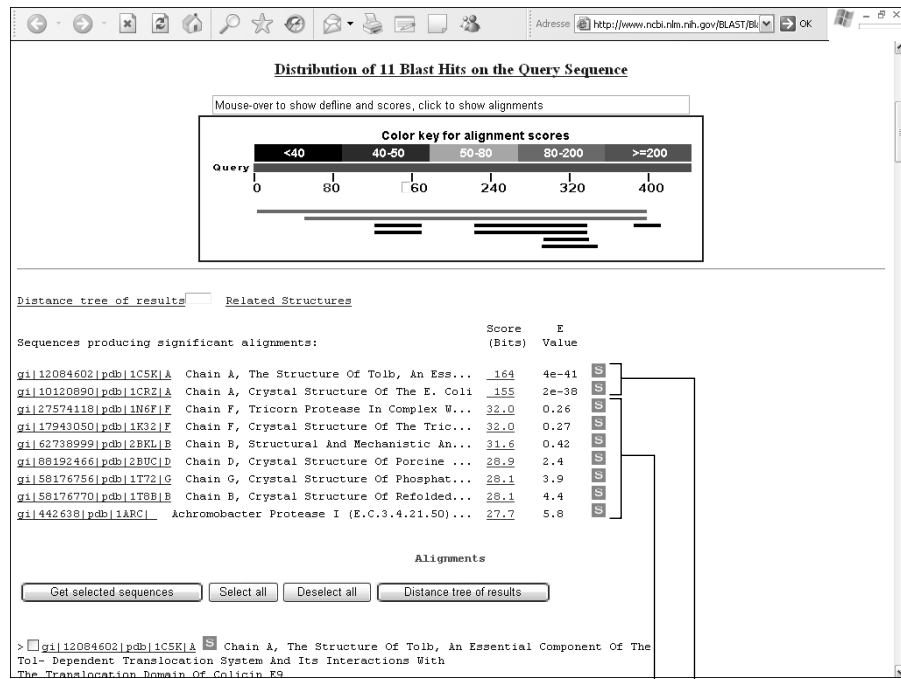 Adresse http://www.ncbi.nlm.nih.gov/BLAST/Bl OK
Distribution of 11 Blast Hits on the Query Sequence
Mouse-over to show defline and scores, click to show alignments
Color key for alignment scores
<40 40-50 50-80 80-200 >=200
Query
0 80 60 240 320 400
Distance tree of results Related Structures
Score E
Sequences producing significant alignments: (Bits) Value
gi|12084602|pdb|1C5K|A Chain A, The Structure Of Tolb, An Ess... 164 4e-41 S
gi|10120890|pdb|1CRZ|A Chain A, Crystal Structure Of The E. Coli 155 2e-38 S
gi|27574118|pdb|1N6F|F Chain F, Tricorn Protease In Complex W... 32.0 0.26 S
gi|17943050|pdb|1K32|F Chain F, Crystal Structure Of The Tric... 32.0 0.27 S
gi|62738999|pdb|2BKL|B Chain B, Structural And Mechanistic An... 31.6 0.42 S
gi|88192466|pdb|2BUC|D Chain D, Crystal Structure Of Porcine ... 28.9 2.4 S
gi|58176756|pdb|1T72|G Chain G, Crystal Structure Of Phosphat... 28.1 3.9 S
gi|58176770|pdb|1T8B|B Chain B, Crystal Structure Of Refolded... 28.1 4.4 S
gi|442638|pdb|1ARC|_ Achromobacter Protease I (E.C.3.4.21.50)... 27.7 5.8 S
Alignments
Get selected sequences Select all Deselect all Distance tree of results
>gi|12084602|pdb|1C5K|A S Chain A, The Structure Of Tolb, An Essential Component Of The
Tol- Dependent Translocation System And Its Interactions With
The Translocation Domain Of Colicin E9